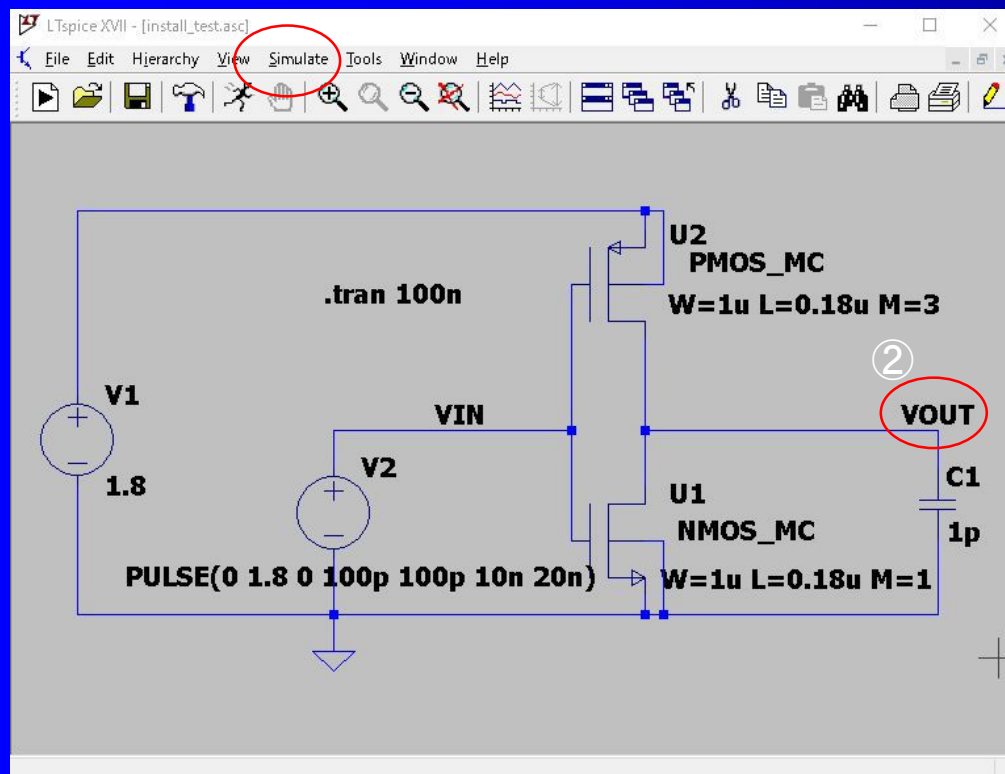 LTspice XVII - [install_test.asc]
File Edit Hierarchy View Simulate Tools Window Help
U2
PMOS_MC
.tran 100n
W=1u L=0.18u M=3
②
V1
VIN
VOUT
V2
C1
1.8
U1
NMOS_MC
1p
PULSE(0 1.8 0 100p 100p 10n 20n)
W=1u L=0.18u M=1